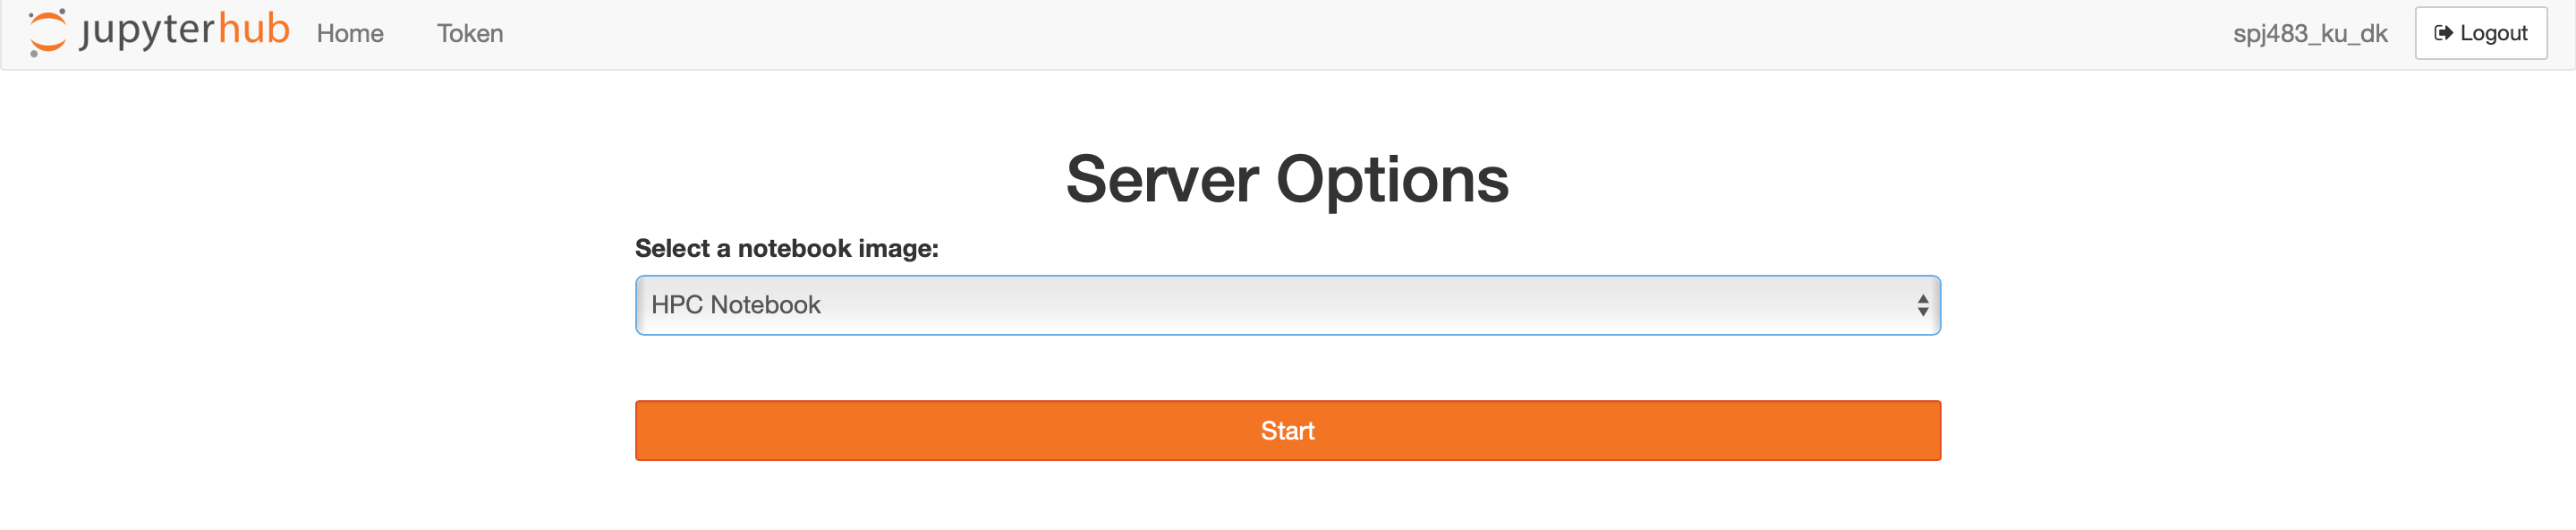 jupyterhub Home Token spj483_ku_dk Logout
Server Options
Select a notebook image:
HPC Notebook
Start